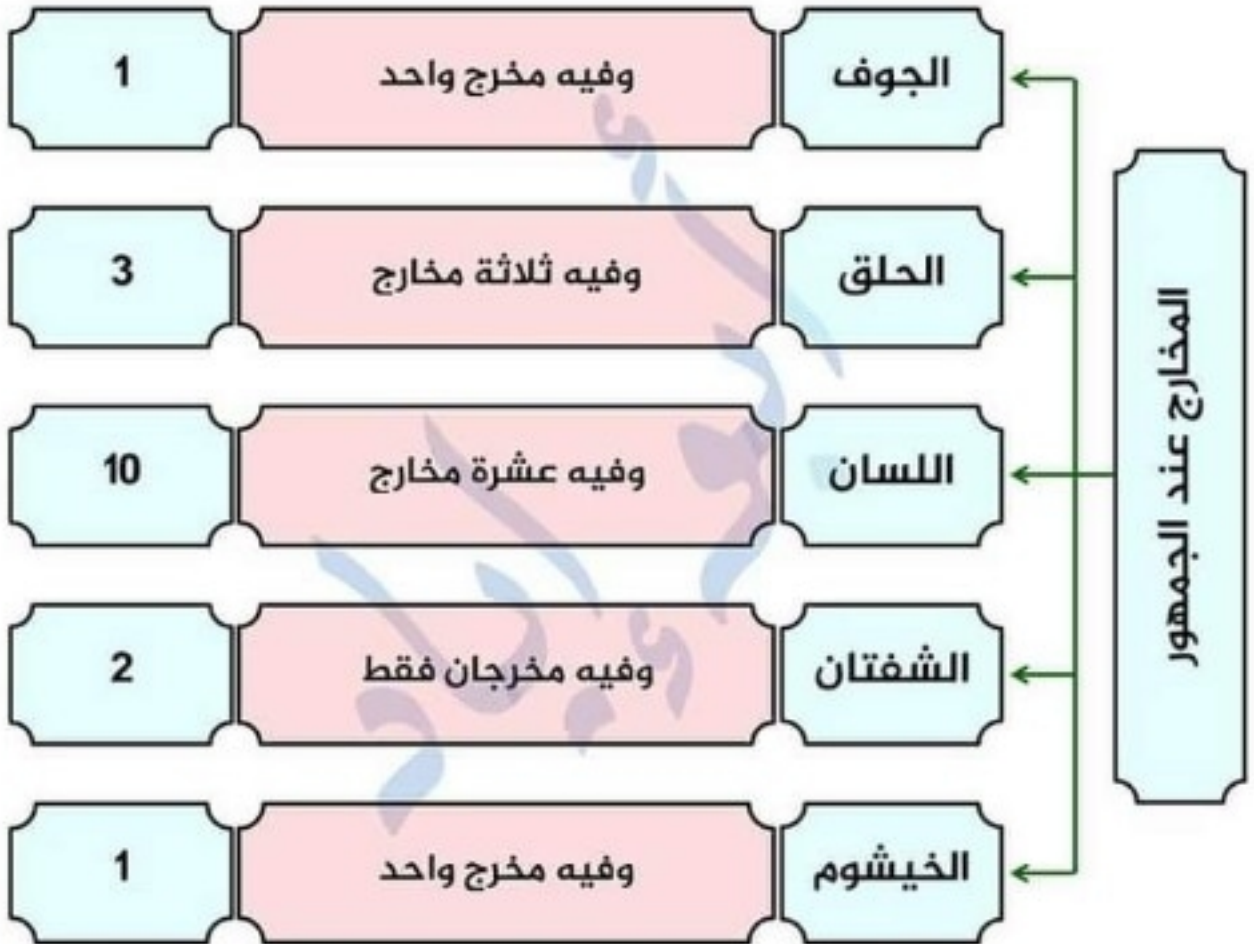 المخارج عند الجمهور
الجوف وفيه مخرج واحد 1
الحلق وفيه ثلاثة مخارج 3
اللسان وفيه عشرة مخارج 10
الشفتان وفيه مخرجان فقط 2
الخيشوم وفيه مخرج واحد 1